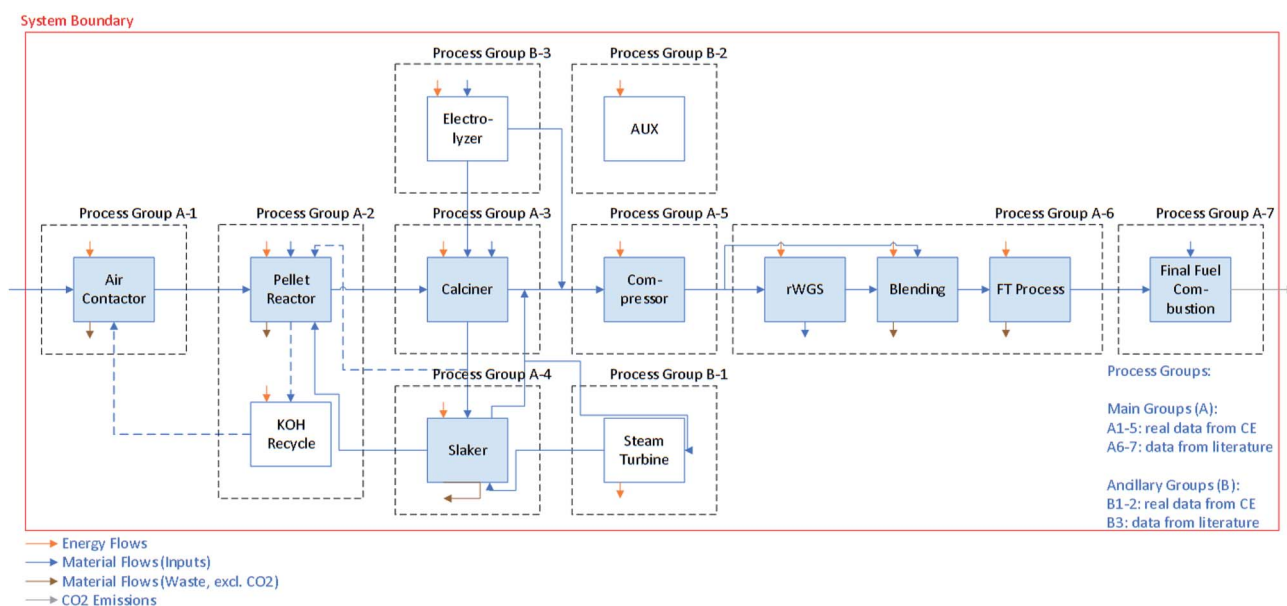 System Boundary
Process Group B-3
Process Group B-2
Electro-
lyzer
AUX
Process Group A-1
Process Group A-2
Process Group A-3
Process Group A-5
Process Group A-6
Process Group A-7
Air
Contactor
Pellet
Reactor
Calciner
Com-
pressor
rWGS
Blending
FT Process
Final Fuel
Com-
bustion
Process Group A-4
Process Group B-1
KOH
Recycle
Slaker
Steam
Turbine
Process Groups:
Main Groups (A):
A1-5: real data from CE
A6-7: data from literature
Ancillary Groups (B):
B1-2: real data from CE
B3: data from literature
Energy Flows
Material Flows (Inputs)
Material Flows (Waste, excl. CO2)
CO2 Emissions